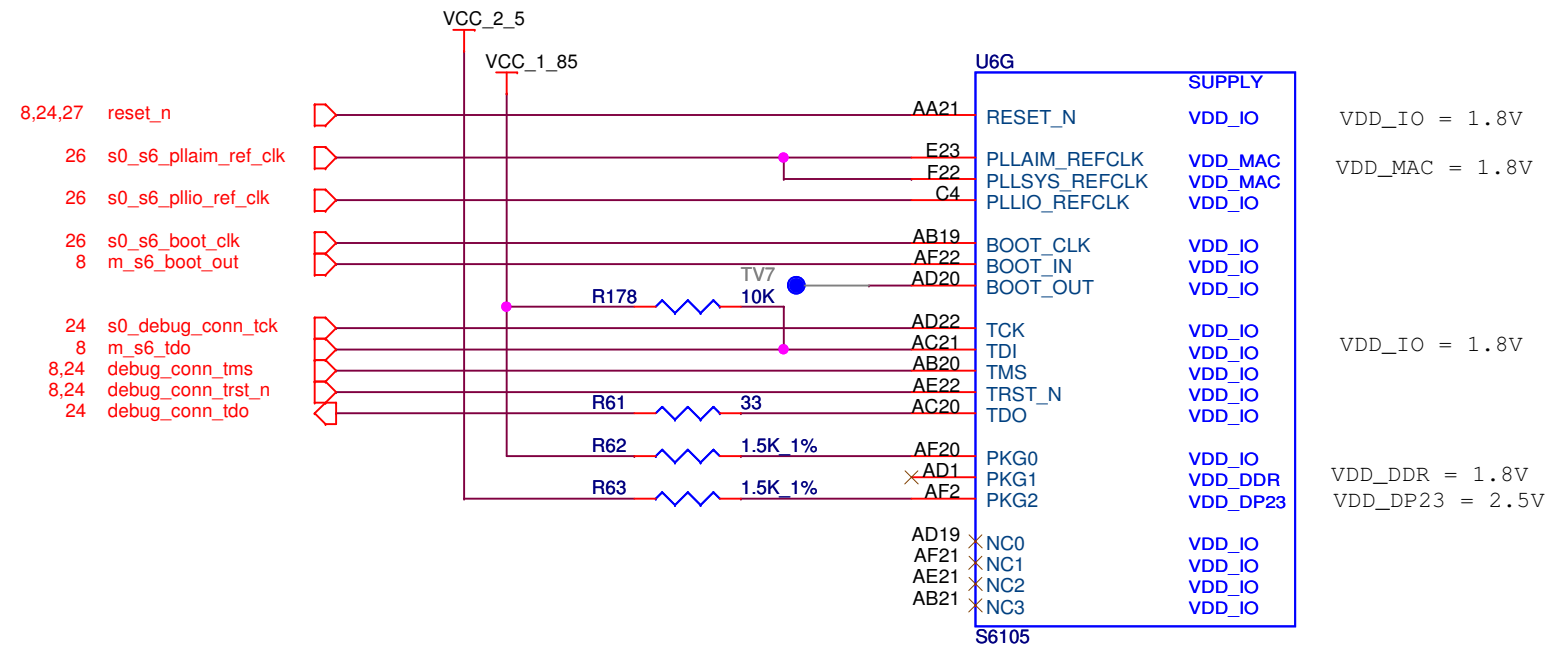 VCC_2_5
VCC_1_85
U6G
SUPPLY
8,24,27 reset_n AA21 RESET_N VDD_IO VDD_IO = 1.8V
26 s0_s6_pllaim_ref_clk E23 PLLAIM_REFCLK VDD_MAC VDD_MAC = 1.8V
F22 PLLSYS_REFCLK VDD_MAC
26 s0_s6_pllio_ref_clk C4 PLLIO_REFCLK VDD_IO
26 s0_s6_boot_clk AB19 BOOT_CLK VDD_IO
8 m_s6_boot_out AF22 BOOT_IN VDD_IO
TV7 AD20 BOOT_OUT VDD_IO
R178 10K
24 s0_debug_conn_tck AD22 TCK VDD_IO
8 m_s6_tdo AC21 TDI VDD_IO VDD_IO = 1.8V
8,24 debug_conn_tms AB20 TMS VDD_IO
8,24 debug_conn_trst_n AE22 TRST_N VDD_IO
24 debug_conn_tdo R61 33 AC20 TDO VDD_IO
R62 1.5K_1% AF20 PKG0 VDD_IO
AD1 PKG1 VDD_DDR VDD_DDR = 1.8V
R63 1.5K_1% AF2 PKG2 VDD_DP23 VDD_DP23 = 2.5V
AD19 NC0 VDD_IO
AF21 NC1 VDD_IO
AE21 NC2 VDD_IO
AB21 NC3 VDD_IO
S6105